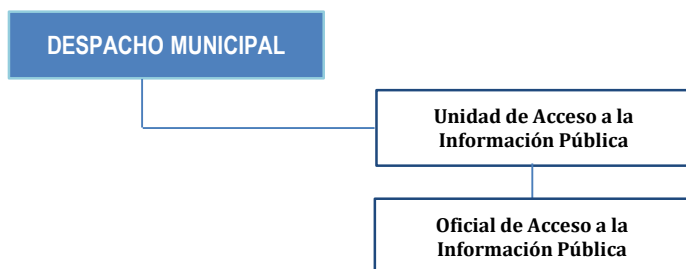 DESPACHO MUNICIPAL
Unidad de Acceso a la
Información Pública
Oficial de Acceso a la
Información Pública